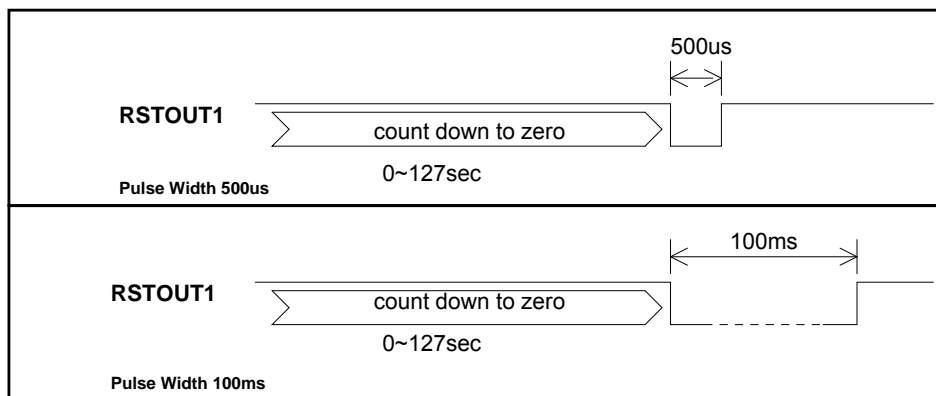 500us
RSTOUT1
count down to zero
0~127sec
Pulse Width 500us
100ms
RSTOUT1
count down to zero
0~127sec
Pulse Width 100ms